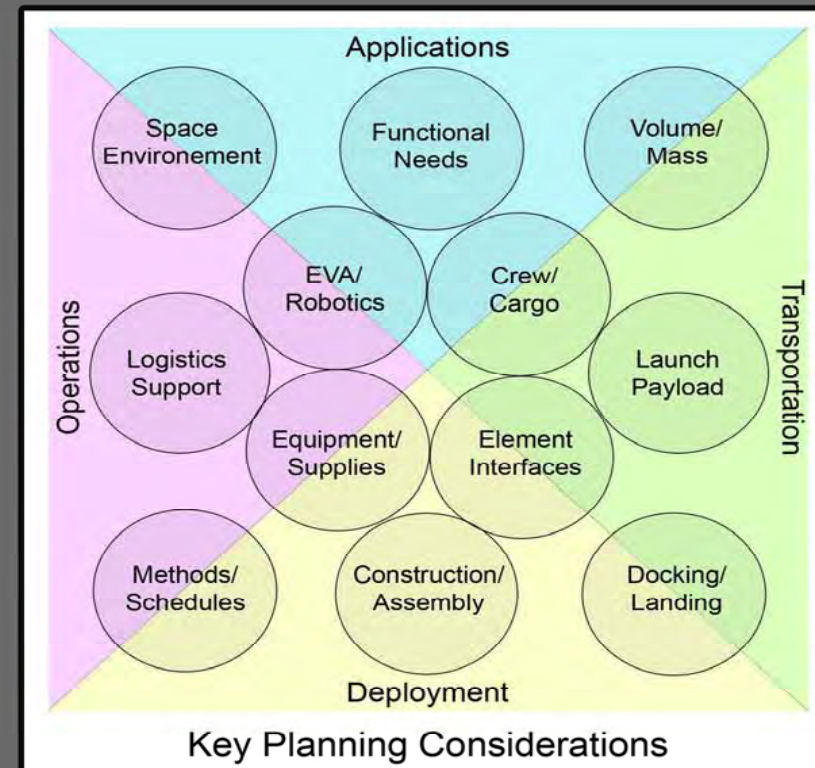 Applications
Space
Environement
Functional
Needs
Volume/
Mass
EVA/
Robotics
Crew/
Cargo
Operations
Transportation
Logistics
Support
Launch
Payload
Equipment/
Supplies
Element
Interfaces
Methods/
Schedules
Construction/
Assembly
Docking/
Landing
Deployment
Key Planning Considerations